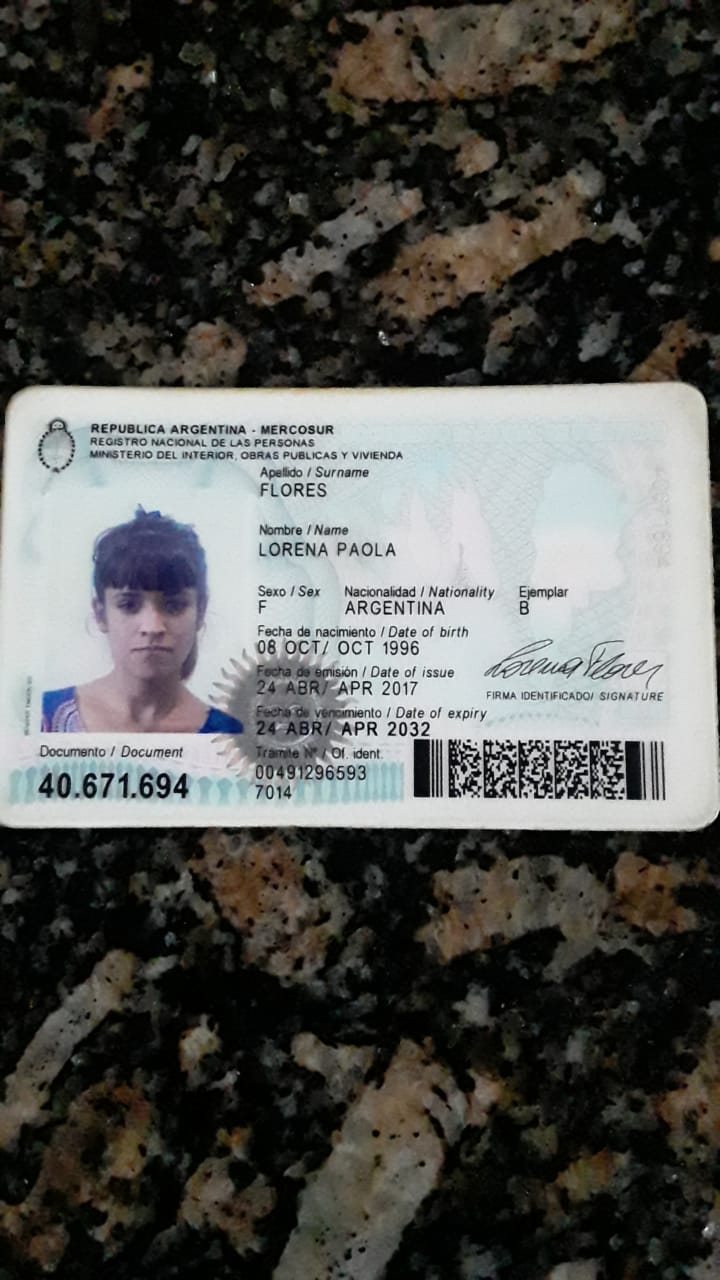 REPUBLICA ARGENTINA - MERCOSUR
REGISTRO NACIONAL DE LAS PERSONAS
MINISTERIO DEL INTERIOR, OBRAS PUBLICAS Y VIVIENDA
Apellido / Surname
FLORES
Nombre / Name
LORENA PAOLA
Sexo / Sex Nacionalidad / Nationality Ejemplar
F ARGENTINA B
Fecha de nacimiento / Date of birth
08 OCT/ OCT 1996
Fecha de emisión / Date of issue
24 ABR/ APR 2017
FIRMA IDENTIFICADO/ SIGNATURE
Fecha de vencimiento / Date of expiry
24 ABR/ APR 2032
Documento / Document
40.671.694
Trámite Nº / Of. ident.
00491296593
7014
Lorena Flores